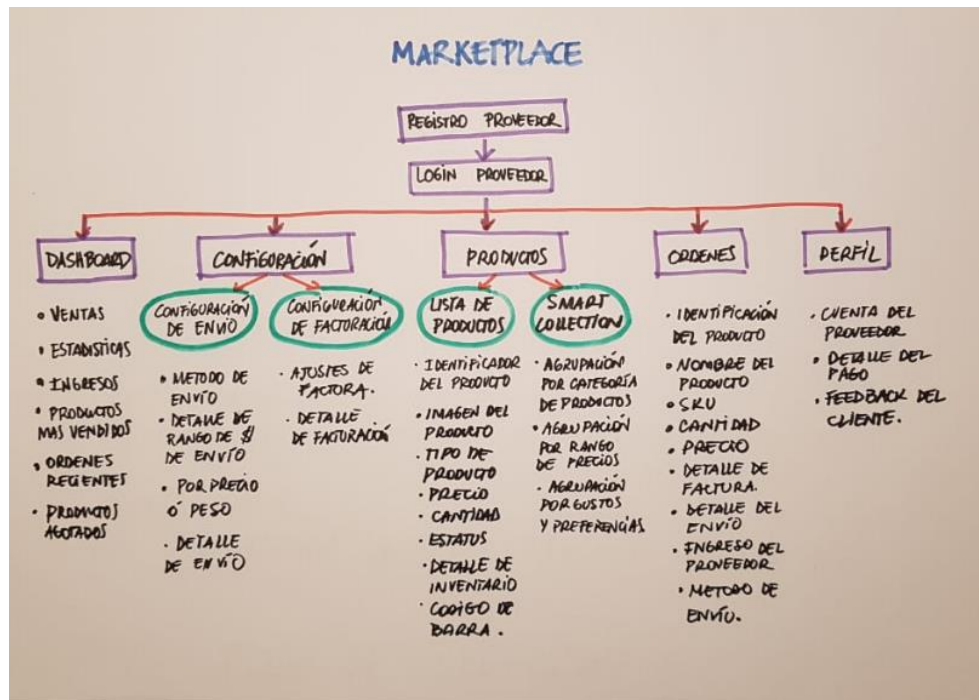 MARKETPLACE
REGISTRO PROVEEDOR
LOGIN PROVEEDOR
DASHBOARD
• VENTAS
• ESTADISTICAS
• INGRESOS
• PRODUCTOS
MAS VENDIDOS
• ORDENES
RECIENTES
• PRODUCTOS
AGOTADOS
CONFIGURACIÓN
CONFIGURACIÓN
DE ENVIO
• METODO DE
ENVÍO
• DETALLE DE
RANGO DE $
DE ENVÍO
• POR PRECIO
Ó PESO
• DETALLE
DE ENVÍO
CONFIGURACIÓN
DE FACTURACIÓN
• AJUSTES DE
FACTORA.
• DETALLE
DE FACTURACIÓN
PRODUCTOS
LISTA DE
PRODUCTOS
• IDENTIFICADOR
DEL PRODUCTO
• IMAGEN DEL
PRODUCTO
• TIPO DE
PRODUCTO
• PRECIO
• CANTIDAD
• ESTATUS
• DETALLE DE
INVENTARIO
• CODIGO DE
BARRA.
SMART
COLLECTION
• AGRUPACIÓN
POR CATEGORÍA
DE PRODUCTOS
• AGRUPACIÓN
POR RANGO
DE PRECIOS
• AGRUPACIÓN
POR GUSTOS
Y PREFERENCIAS
ORDENES
• IDENTIFICACIÓN
DEL PRODUCTO
• NOMBRE DEL
PRODUCTO
• SKU
• CANTIDAD
• PRECIO
• DETALLE DE
FACTURA.
• DETALLE DEL
ENVÍO
• INGRESO DEL
PROVEEDOR
• METODO DE
ENVÍO.
PERFIL
• CUENTA DEL
PROVEEDOR
• DETALLE DEL
PAGO
• FEEDBACK DEL
CLIENTE.